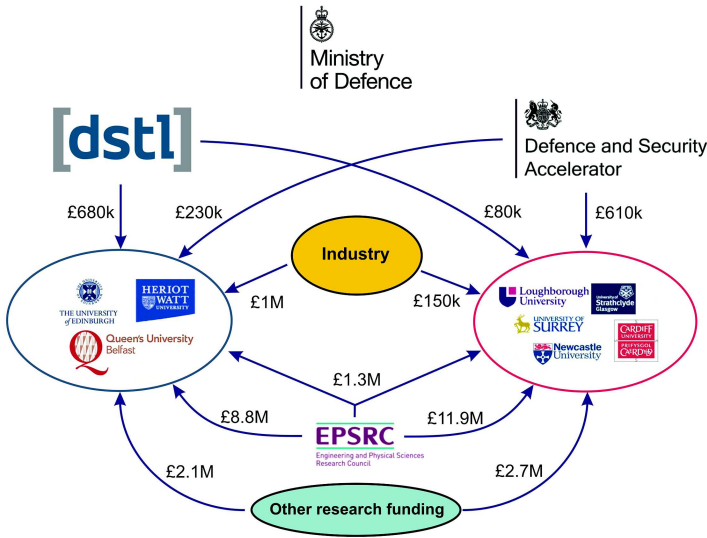 Ministry
of Defence
[dstl]
Defence and Security
Accelerator
£680k
£230k
£80k
£610k
Industry
£1M
£150k
THE UNIVERSITY
of EDINBURGH
HERIOT
WATT
UNIVERSITY
Queen's University
Belfast
Loughborough
University
University of
Strathclyde
Glasgow
UNIVERSITY OF
SURREY
CARDIFF
UNIVERSITY
PRIFYSGOL
CAERDYDD
Newcastle
University
£1.3M
£8.8M
£11.9M
EPSRC
Engineering and Physical Sciences
Research Council
£2.1M
£2.7M
Other research funding